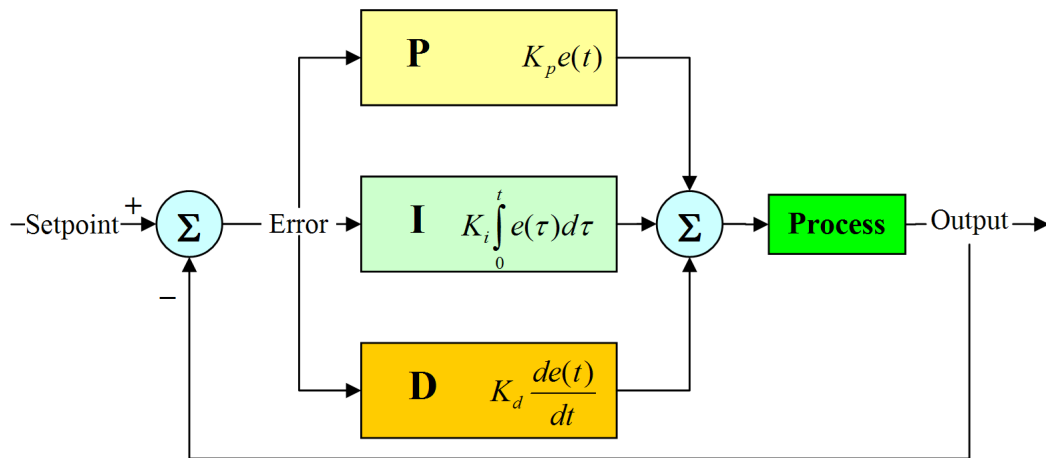 P K_p e(t)
–Setpoint + Σ Error I K_i ∫_0^t e(τ)dτ Σ Process Output
–
D K_d de(t)/dt